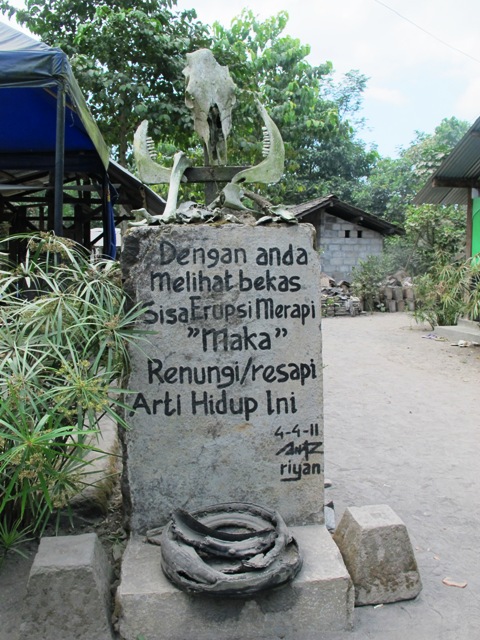 Dengan anda
Melihat bekas
Sisa Erupsi Merapi
"Maka"
Renungi/resapi
Arti Hidup Ini
4-4-11
riyan